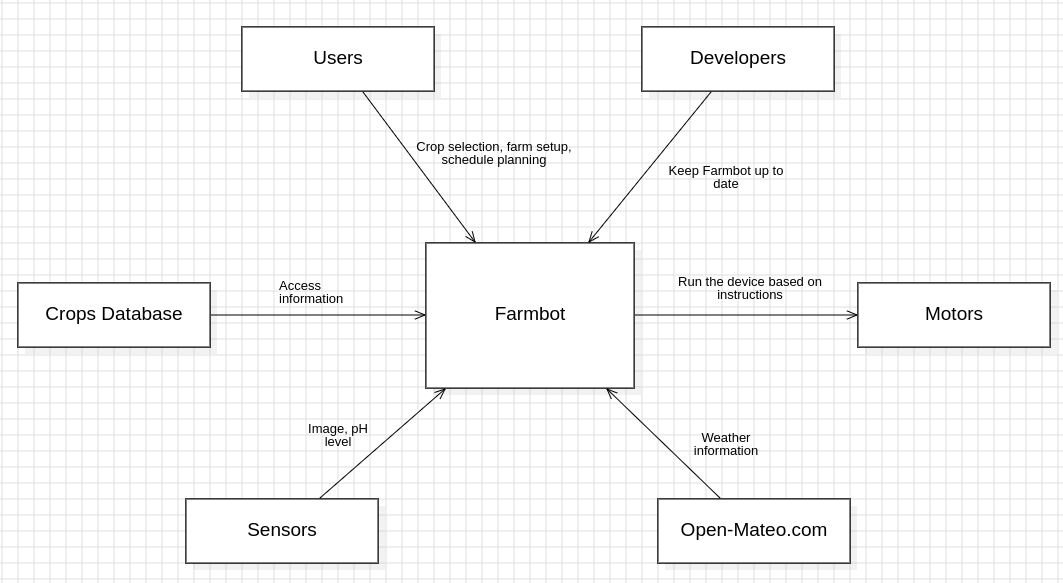 Users
Developers
Crop selection, farm setup,
schedule planning
Keep Farmbot up to
date
Crops Database
Access
information
Farmbot
Run the device based on
instructions
Motors
Image, pH
level
Weather
information
Sensors
Open-Mateo.com